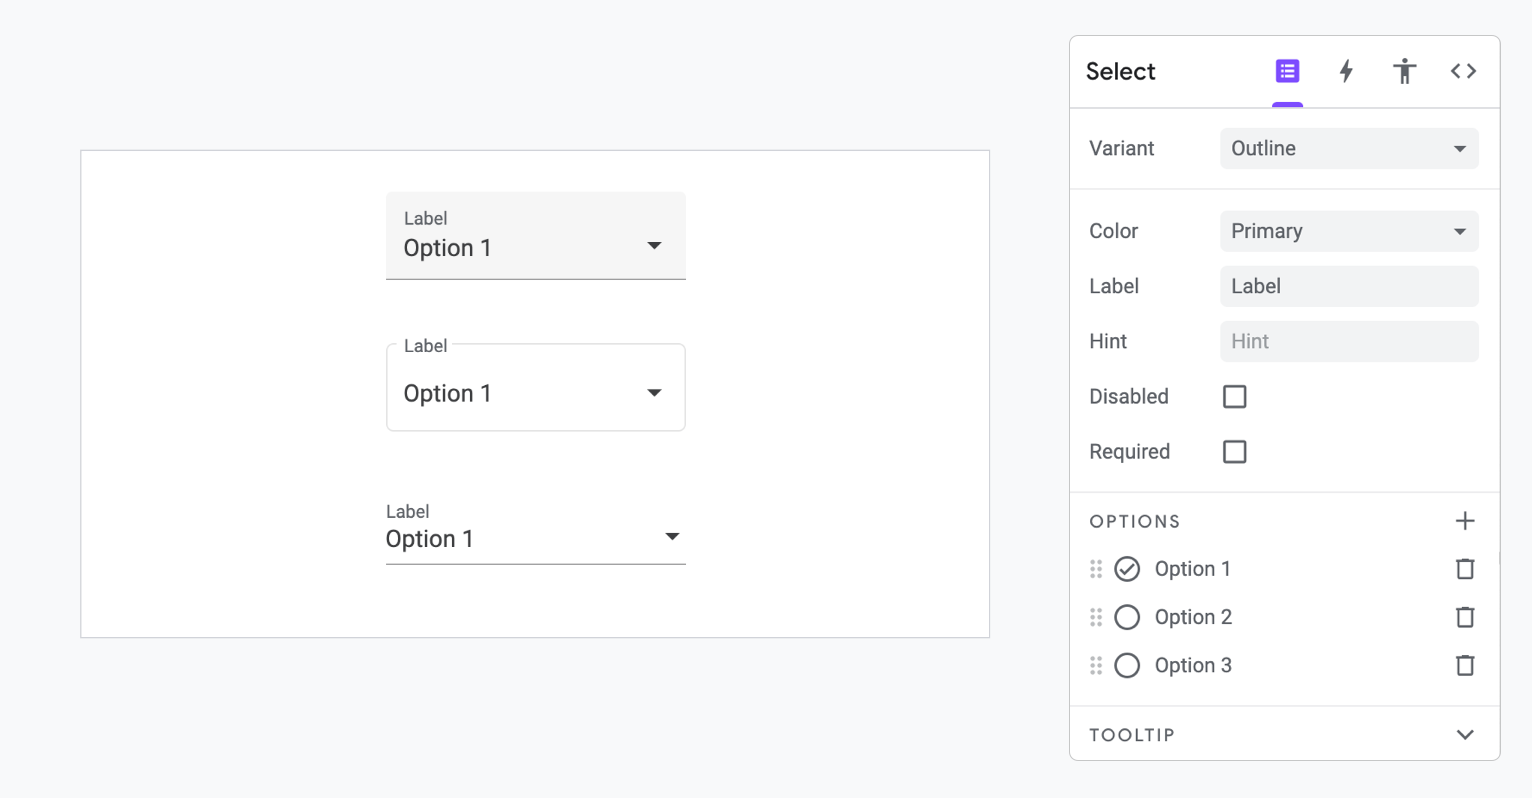 Label
Option 1
Label
Option 1
Label
Option 1
Select
Variant Outline
Color Primary
Label Label
Hint Hint
Disabled
Required
OPTIONS
Option 1
Option 2
Option 3
TOOLTIP